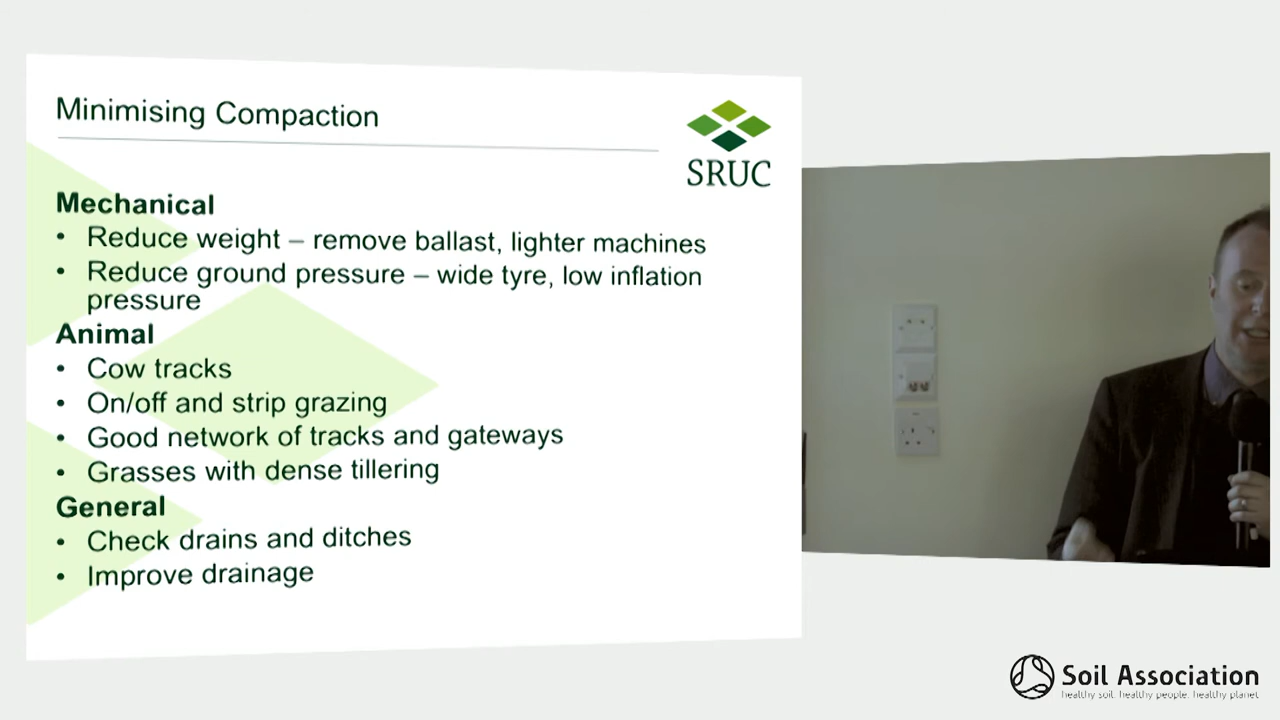 Minimising Compaction
SRUC
Mechanical
• Reduce weight – remove ballast, lighter machines
• Reduce ground pressure – wide tyre, low inflation
pressure
Animal
• Cow tracks
• On/off and strip grazing
• Good network of tracks and gateways
• Grasses with dense tillering
General
• Check drains and ditches
• Improve drainage
Soil Association
healthy soil, healthy people, healthy planet